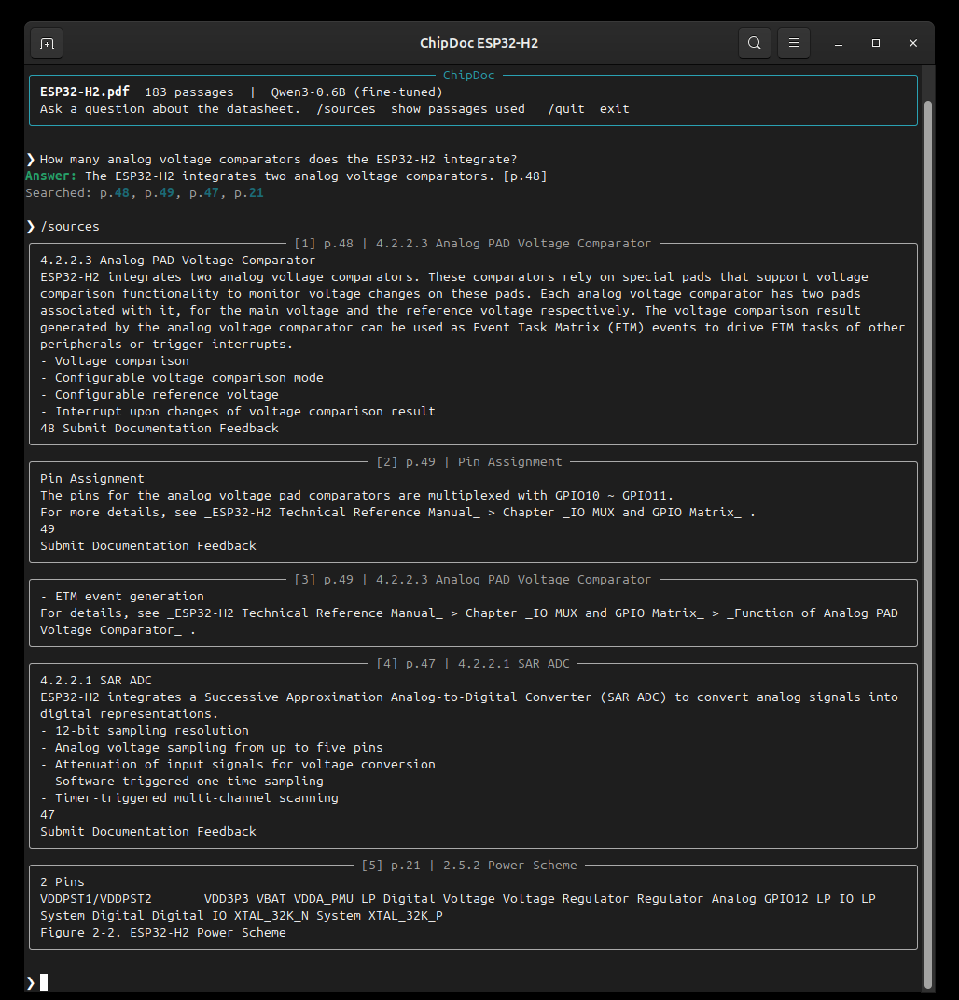 ChipDoc ESP32-H2
ChipDoc
ESP32-H2.pdf  183 passages  |  Qwen3-0.6B (fine-tuned)
Ask a question about the datasheet.  /sources  show passages used   /quit  exit
❯ How many analog voltage comparators does the ESP32-H2 integrate?
Answer: The ESP32-H2 integrates two analog voltage comparators. [p.48]
Searched: p.48, p.49, p.47, p.21
❯ /sources
[1] p.48 | 4.2.2.3 Analog PAD Voltage Comparator
4.2.2.3 Analog PAD Voltage Comparator
ESP32-H2 integrates two analog voltage comparators. These comparators rely on special pads that support voltage
comparison functionality to monitor voltage changes on these pads. Each analog voltage comparator has two pads
associated with it, for the main voltage and the reference voltage respectively. The voltage comparison result
generated by the analog voltage comparator can be used as Event Task Matrix (ETM) events to drive ETM tasks of other
peripherals or trigger interrupts.
- Voltage comparison
- Configurable voltage comparison mode
- Configurable reference voltage
- Interrupt upon changes of voltage comparison result
48 Submit Documentation Feedback
[2] p.49 | Pin Assignment
Pin Assignment
The pins for the analog voltage pad comparators are multiplexed with GPIO10 ~ GPIO11.
For more details, see _ESP32-H2 Technical Reference Manual_ > Chapter _IO MUX and GPIO Matrix_ .
49
Submit Documentation Feedback
[3] p.49 | 4.2.2.3 Analog PAD Voltage Comparator
- ETM event generation
For details, see _ESP32-H2 Technical Reference Manual_ > Chapter _IO MUX and GPIO Matrix_ > _Function of Analog PAD
Voltage Comparator_ .
[4] p.47 | 4.2.2.1 SAR ADC
4.2.2.1 SAR ADC
ESP32-H2 integrates a Successive Approximation Analog-to-Digital Converter (SAR ADC) to convert analog signals into
digital representations.
- 12-bit sampling resolution
- Analog voltage sampling from up to five pins
- Attenuation of input signals for voltage conversion
- Software-triggered one-time sampling
- Timer-triggered multi-channel scanning
47
Submit Documentation Feedback
[5] p.21 | 2.5.2 Power Scheme
2 Pins
VDDPST1/VDDPST2       VDD3P3 VBAT VDDA_PMU LP Digital Voltage Voltage Regulator Regulator Analog GPIO12 LP IO LP
System Digital Digital IO XTAL_32K_N System XTAL_32K_P
Figure 2-2. ESP32-H2 Power Scheme
❯